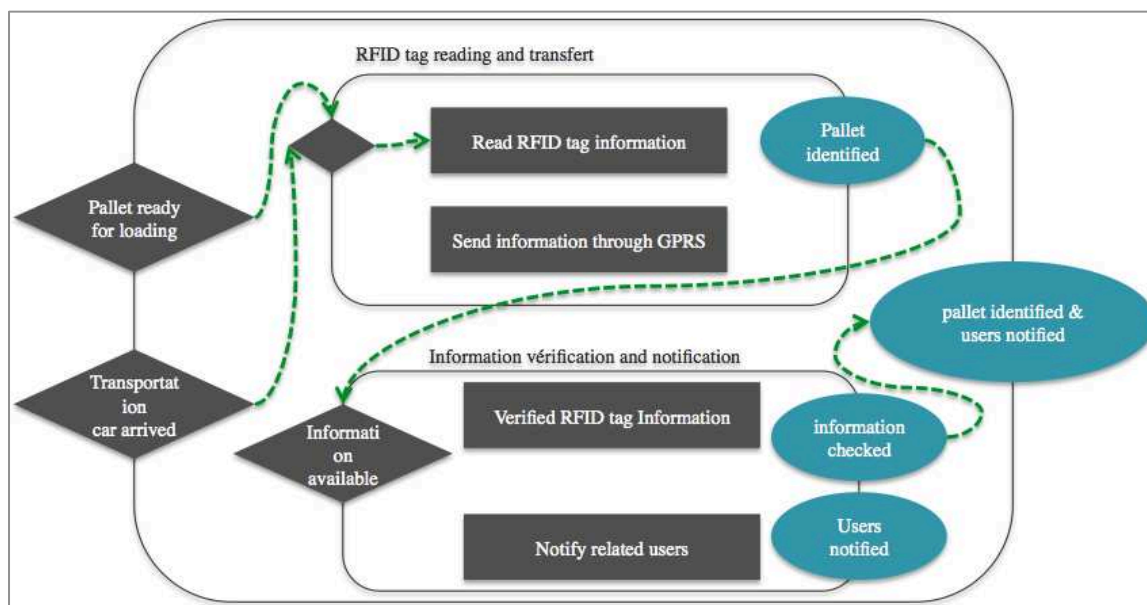 RFID tag reading and transfert
Read RFID tag information
Pallet
identified
Pallet ready
for loading
Send information through GPRS
pallet identified &
users notified
Information vérification and notification
Transportat
ion
car arrived
Verified RFID tag Information
Informati
on
available
information
checked
Notify related users
Users
notified